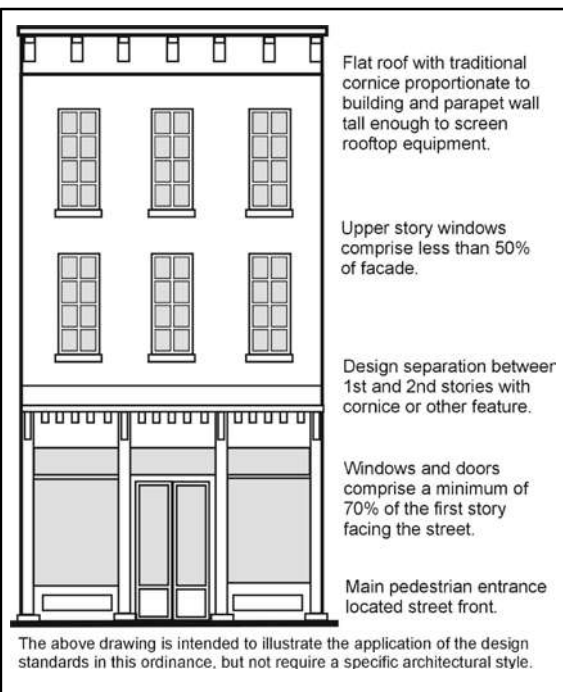 Flat roof with traditional
cornice proportionate to
building and parapet wall
tall enough to screen
rooftop equipment.
Upper story windows
comprise less than 50%
of facade.
Design separation between
1st and 2nd stories with
cornice or other feature.
Windows and doors
comprise a minimum of
70% of the first story
facing the street.
Main pedestrian entrance
located street front.
The above drawing is intended to illustrate the application of the design
standards in this ordinance, but not require a specific architectural style.